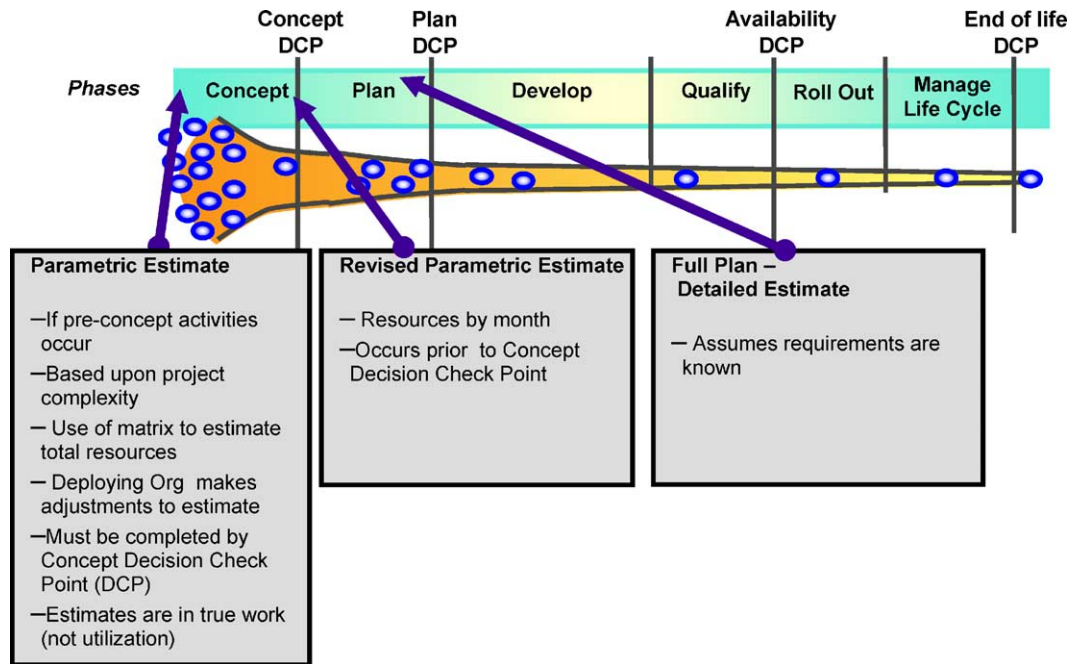 Concept
DCP
Plan
DCP
Availability
DCP
End of life
DCP
Phases
Concept
Plan
Develop
Qualify
Roll Out
Manage
Life Cycle
Parametric Estimate
—If pre-concept activities
occur
—Based upon project
complexity
— Use of matrix to estimate
total resources
— Deploying Org makes
adjustments to estimate
—Must be completed by
Concept Decision Check
Point (DCP)
—Estimates are in true work
(not utilization)
Revised Parametric Estimate
— Resources by month
—Occurs prior to Concept
Decision Check Point
Full Plan –
Detailed Estimate
— Assumes requirements are
known